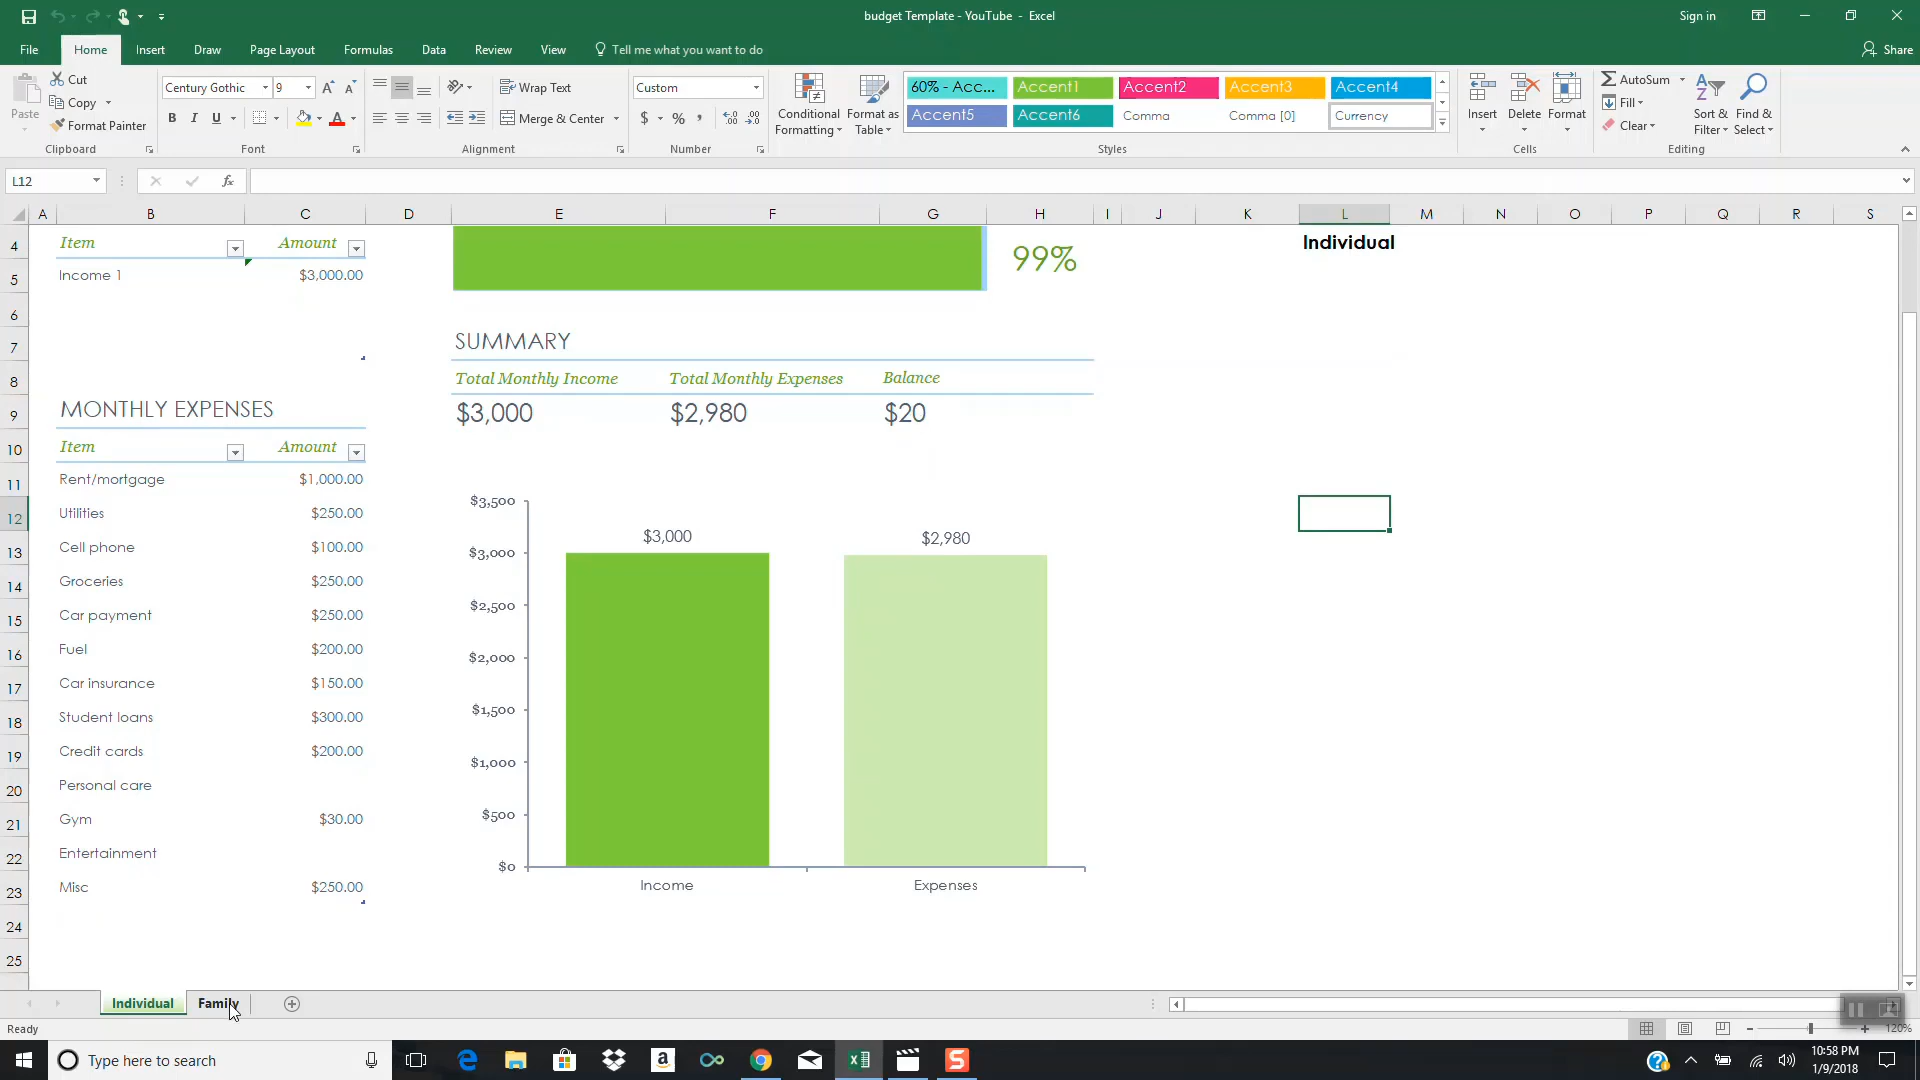 budget Template - YouTube - Excel
Sign in
File Home Insert Draw Page Layout Formulas Data Review View Tell me what you want to do Share
Paste
Cut
Copy
Format Painter
Clipboard
Century Gothic 9
B I U
Font
Wrap Text
Merge & Center
Alignment
Custom
$ % ,
Number
Conditional Formatting
Format as Table
60% - Acc... Accent1 Accent2 Accent3 Accent4
Accent5 Accent6 Comma Comma [0] Currency
Styles
Insert Delete Format
Cells
AutoSum
Fill
Clear
Sort & Filter
Find & Select
Editing
L12 fx
A B C D E F G H I J K L M N O P Q R S
4 Item Amount 99% Individual
5 Income 1 $3,000.00
6
7 SUMMARY
8 Total Monthly Income Total Monthly Expenses Balance
9 MONTHLY EXPENSES $3,000 $2,980 $20
10 Item Amount
11 Rent/mortgage $1,000.00
12 Utilities $250.00
13 Cell phone $100.00
14 Groceries $250.00
15 Car payment $250.00
16 Fuel $200.00
17 Car insurance $150.00
18 Student loans $300.00
19 Credit cards $200.00
20 Personal care
21 Gym $30.00
22 Entertainment
23 Misc $250.00
24
25
$3,500
$3,000
$2,500
$2,000
$1,500
$1,000
$500
$0
$3,000 $2,980
Income Expenses
Individual Family
Ready
120%
Type here to search
10:58 PM
1/9/2018